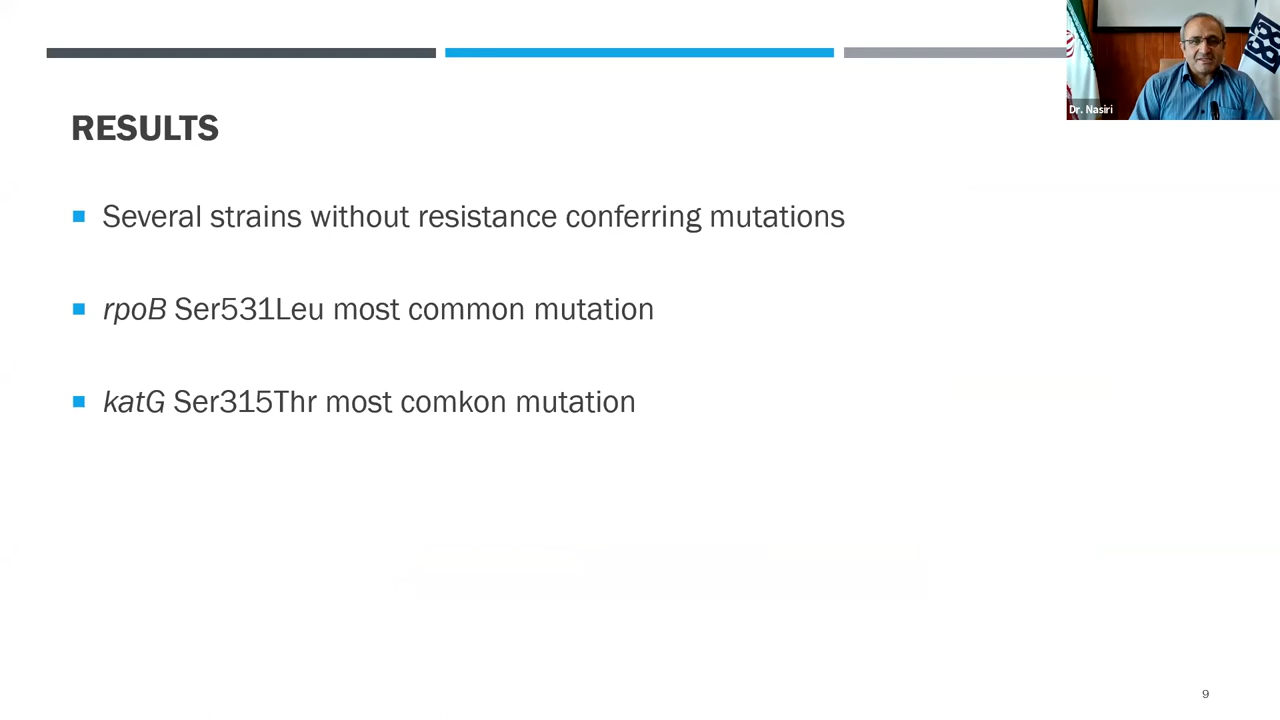 Dr. Nasiri
RESULTS
Several strains without resistance conferring mutations
rpoB Ser531Leu most common mutation
katG Ser315Thr most comkon mutation
9